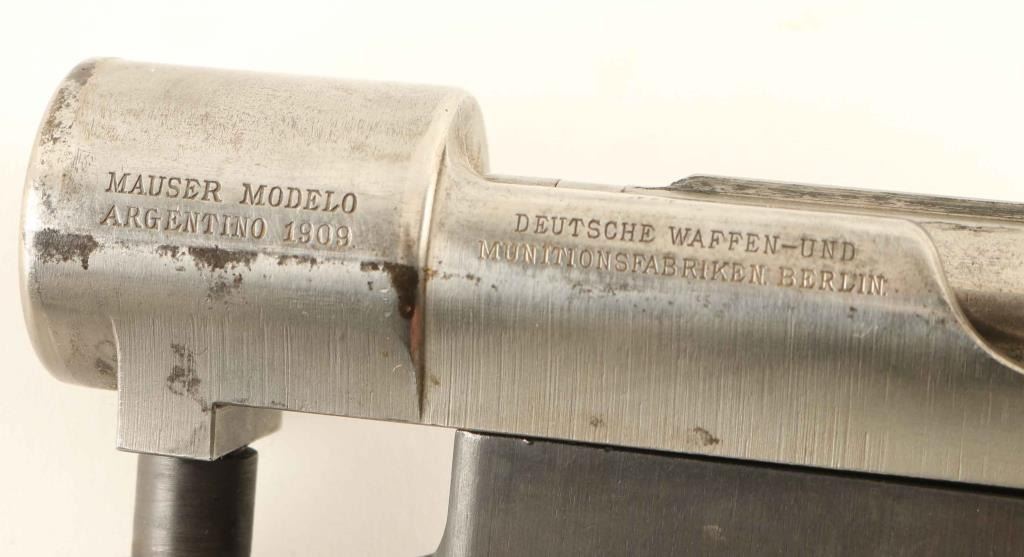 MAUSER MODELO
ARGENTINO 1909.
DEUTSCHE WAFFEN-UND
MUNITIONSFABRIKEN. BERLIN.